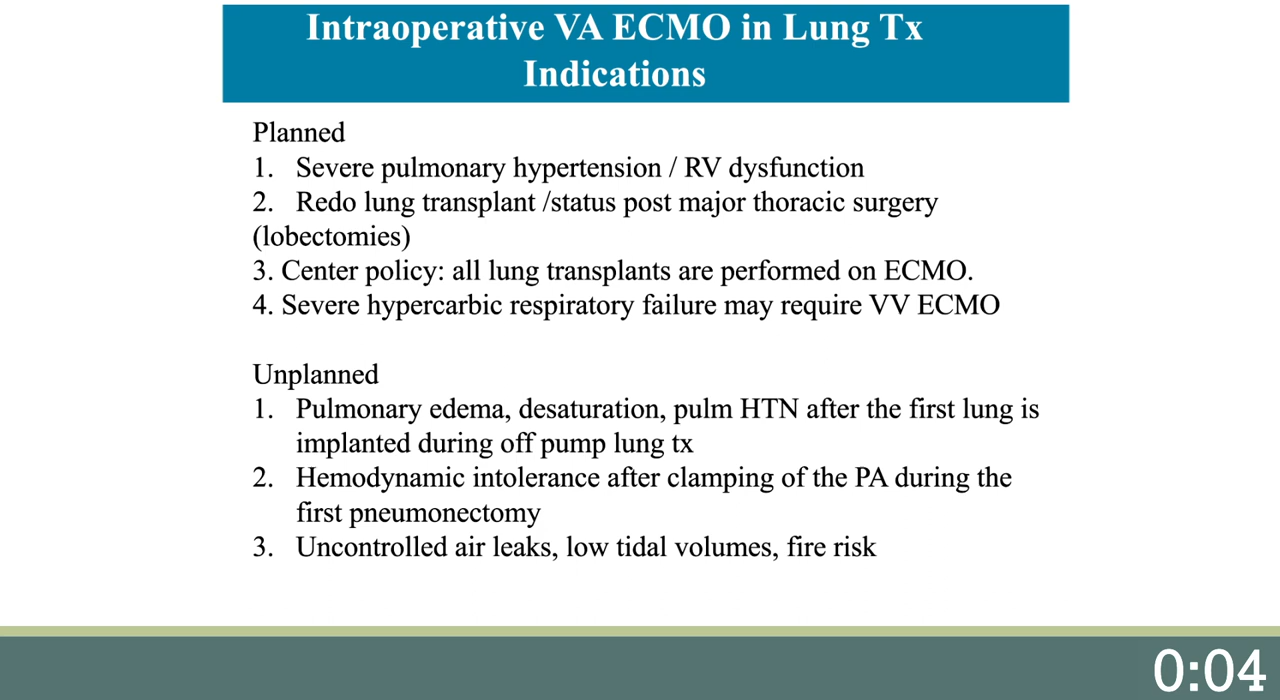 Intraoperative VA ECMO in Lung Tx
Indications
Planned
1. Severe pulmonary hypertension / RV dysfunction
2. Redo lung transplant /status post major thoracic surgery
(lobectomies)
3. Center policy: all lung transplants are performed on ECMO.
4. Severe hypercarbic respiratory failure may require VV ECMO
Unplanned
1. Pulmonary edema, desaturation, pulm HTN after the first lung is
implanted during off pump lung tx
2. Hemodynamic intolerance after clamping of the PA during the
first pneumonectomy
3. Uncontrolled air leaks, low tidal volumes, fire risk
0:04